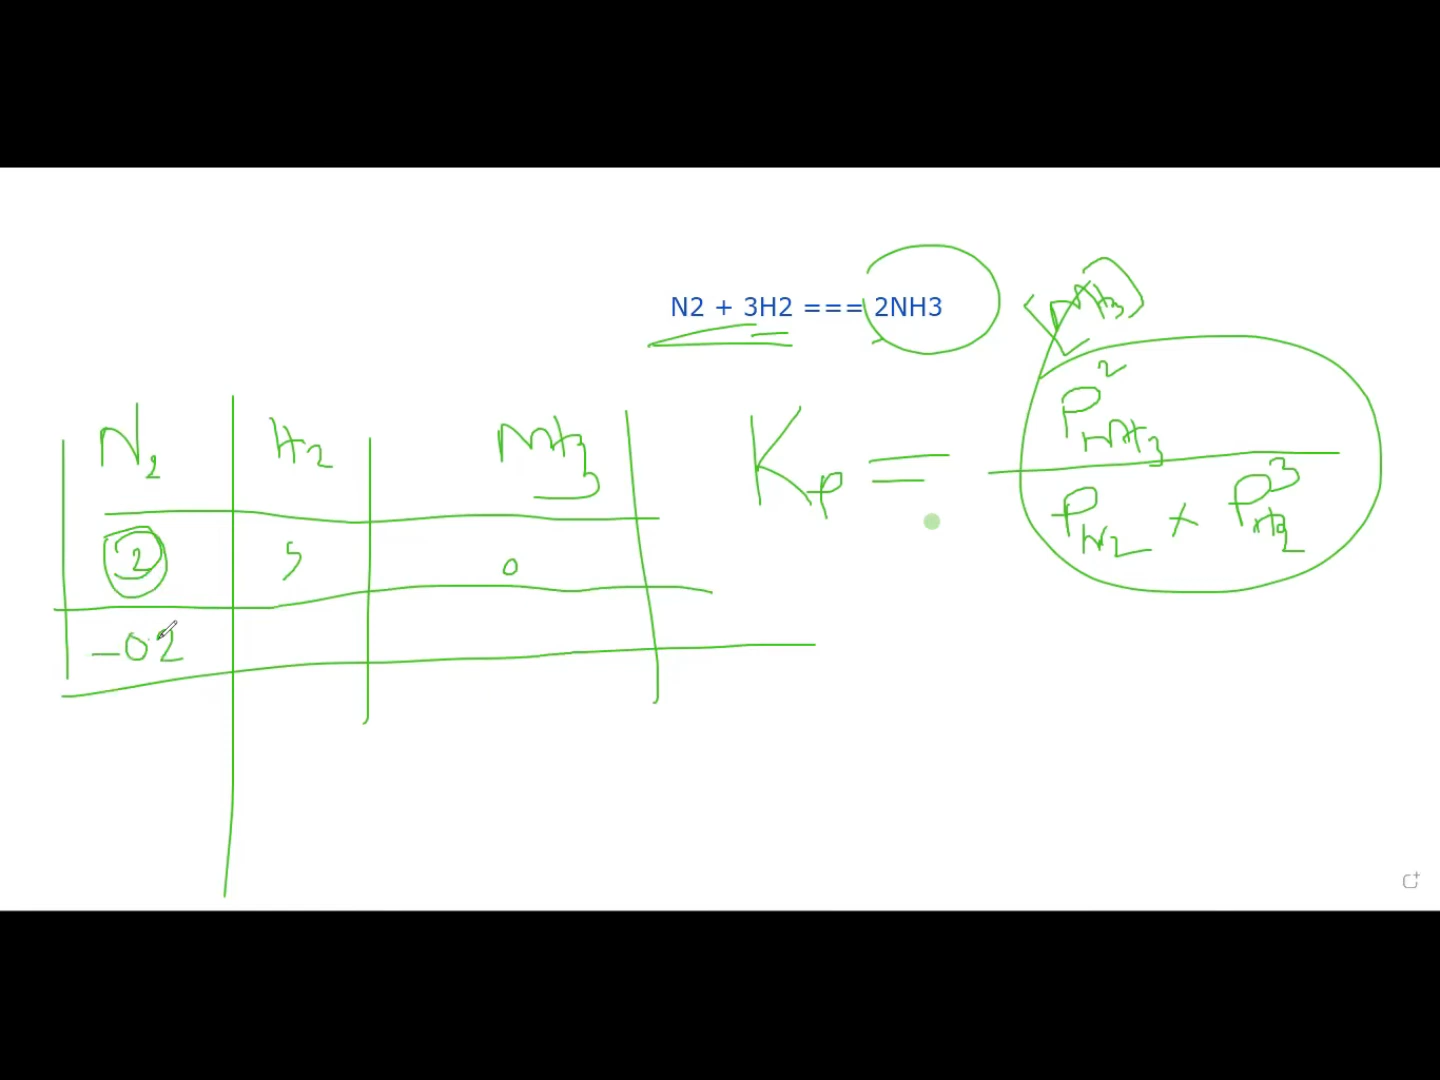 N2 + 3H2 === 2NH3
NH3
N2 H2 NH3
Kp = P²NH3
PN2 × P³H2
2 5 0
-0.2